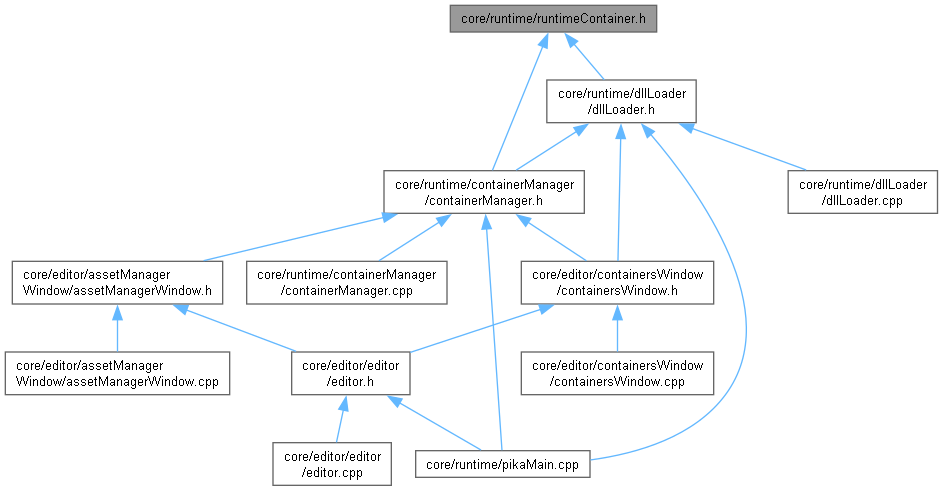 core/runtime/runtimeContainer.h
core/runtime/dllLoader
/dllLoader.h
core/runtime/containerManager
/containerManager.h
core/runtime/dllLoader
/dllLoader.cpp
core/editor/assetManager
Window/assetManagerWindow.h
core/runtime/containerManager
/containerManager.cpp
core/editor/containersWindow
/containersWindow.h
core/editor/assetManager
Window/assetManagerWindow.cpp
core/editor/editor
/editor.h
core/editor/containersWindow
/containersWindow.cpp
core/editor/editor
/editor.cpp
core/runtime/pikaMain.cpp